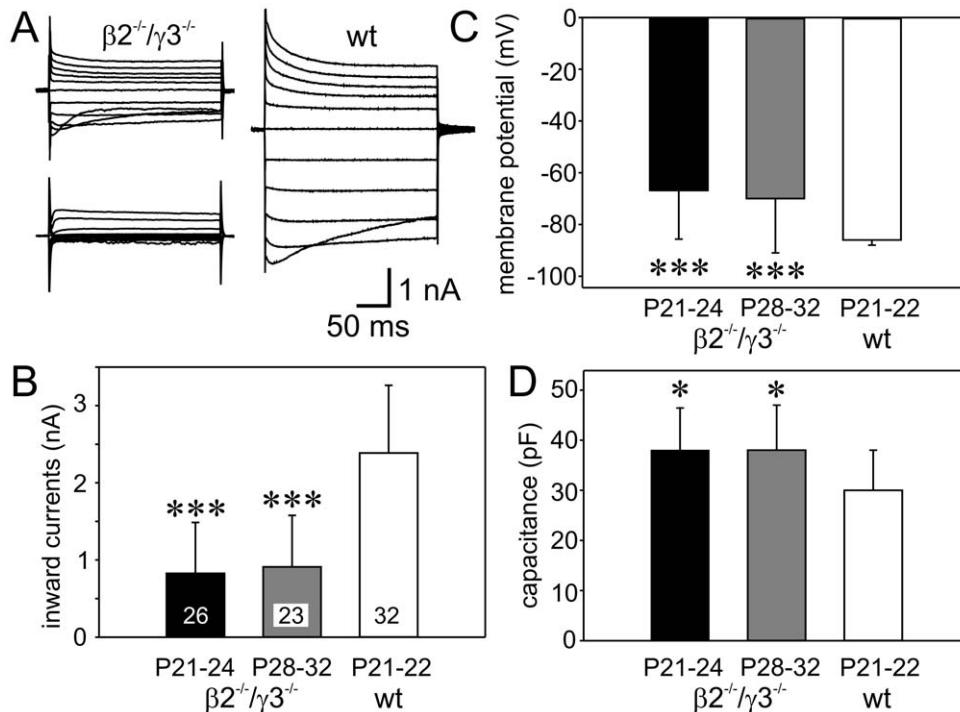 A
β2⁻/⁻/γ3⁻/⁻
wt
1 nA
50 ms
B
inward currents (nA)
3
2
1
0
***
***
26
23
32
P21-24
P28-32
P21-22
β2⁻/⁻/γ3⁻/⁻
wt
C
membrane potential (mV)
0
-20
-40
-60
-80
-100
***
***
P21-24
P28-32
P21-22
β2⁻/⁻/γ3⁻/⁻
wt
D
capacitance (pF)
50
40
30
20
10
0
*
*
P21-24
P28-32
P21-22
β2⁻/⁻/γ3⁻/⁻
wt